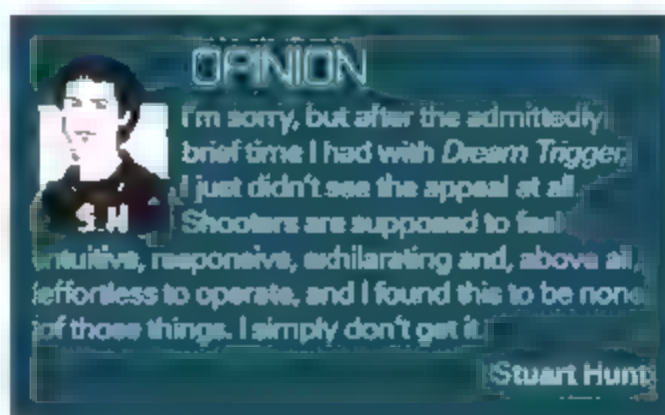 OPINION
I'm sorry, but after the admittedly
brief time I had with Dream Trigger,
I just didn't see the appeal at all.
Shooters are supposed to feel
intuitive, responsive, exhilarating and, above all,
effortless to operate, and I found this to be none
of those things. I simply don't get it.
S.H
Stuart Hunt